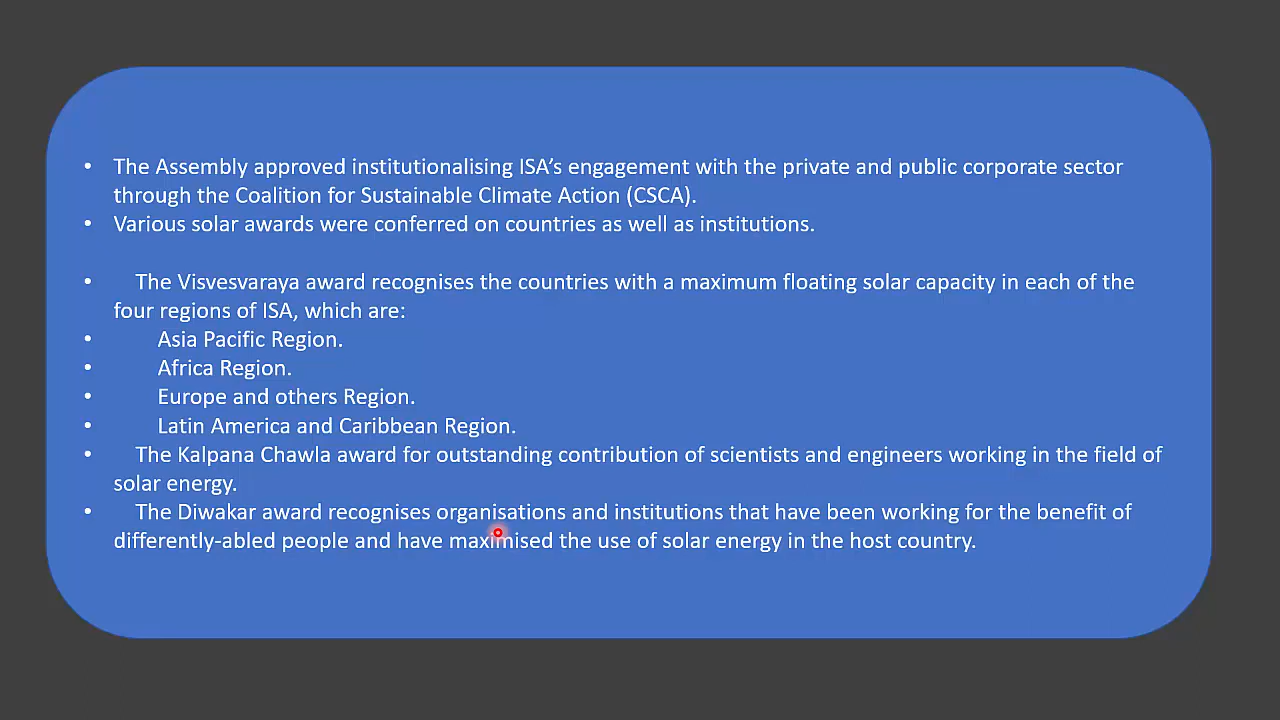 • The Assembly approved institutionalising ISA’s engagement with the private and public corporate sector
through the Coalition for Sustainable Climate Action (CSCA).
• Various solar awards were conferred on countries as well as institutions.
• The Visvesvaraya award recognises the countries with a maximum floating solar capacity in each of the
four regions of ISA, which are:
• Asia Pacific Region.
• Africa Region.
• Europe and others Region.
• Latin America and Caribbean Region.
• The Kalpana Chawla award for outstanding contribution of scientists and engineers working in the field of
solar energy.
• The Diwakar award recognises organisations and institutions that have been working for the benefit of
differently-abled people and have maximised the use of solar energy in the host country.